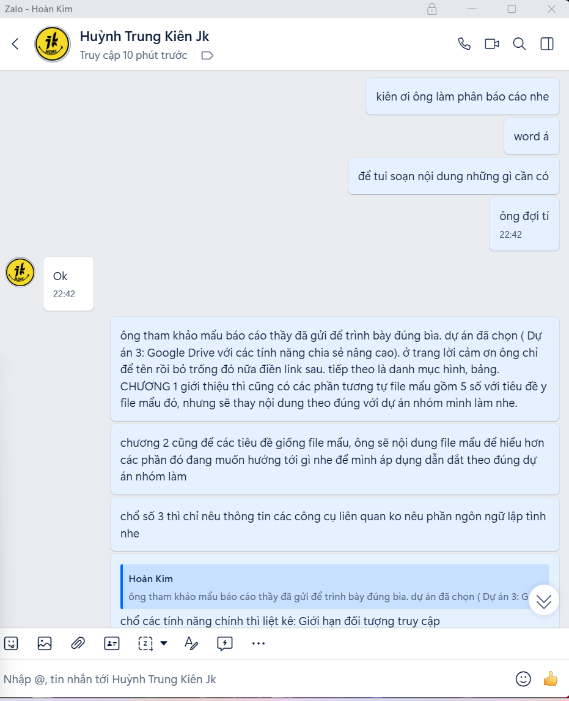 Zalo - Hoàn Kim
Huỳnh Trung Kiên Jk
Truy cập 10 phút trước
kiên ơi ông làm phân báo cáo nhe
word á
để tui soạn nội dung những gì cần có
ông đợi tí
22:42
Ok
22:42
ông tham khảo mẩu báo cáo thầy đã gửi để trình bày đúng bìa. dự án đã chọn ( Dự
án 3: Google Drive với các tính năng chia sẻ nâng cao). ở trang lời cảm ơn ông chỉ
để tên rồi bỏ trống đó nữa điền link sau. tiếp theo là danh mục hình, bảng.
CHƯƠNG 1 giới thiệu thì cũng có các phần tương tự file mẩu gồm 5 số với tiêu đề y
file mẩu đó, nhưng sẽ thay nội dung theo đúng với dự án nhóm mình làm nhe.
chương 2 cũng để các tiêu đề giống file mẩu, ông sẽ nội dung file mẩu để hiểu hơn
các phần đó đang muốn hướng tới gì nhe để mình áp dụng dẫn dắt theo đúng dự
án nhóm làm
chổ số 3 thì chỉ nêu thông tin các công cụ liên quan ko nêu phần ngôn ngữ lập tình
nhe
Hoàn Kim
ông tham khảo mẩu báo cáo thầy đã gửi để trình bày đúng bìa. dự án đã chọn ( Dự án 3: G
chổ các tính năng chính thì liệt kê: Giới hạn đối tượng truy cập
Nhập @, tin nhắn tới Huỳnh Trung Kiên Jk